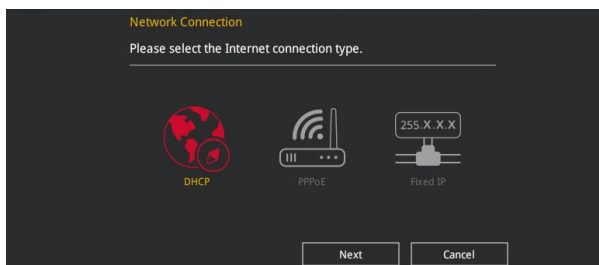 Network Connection
Please select the Internet connection type.
255.X.X.X
DHCP
PPPoE
Fixed IP
Next
Cancel